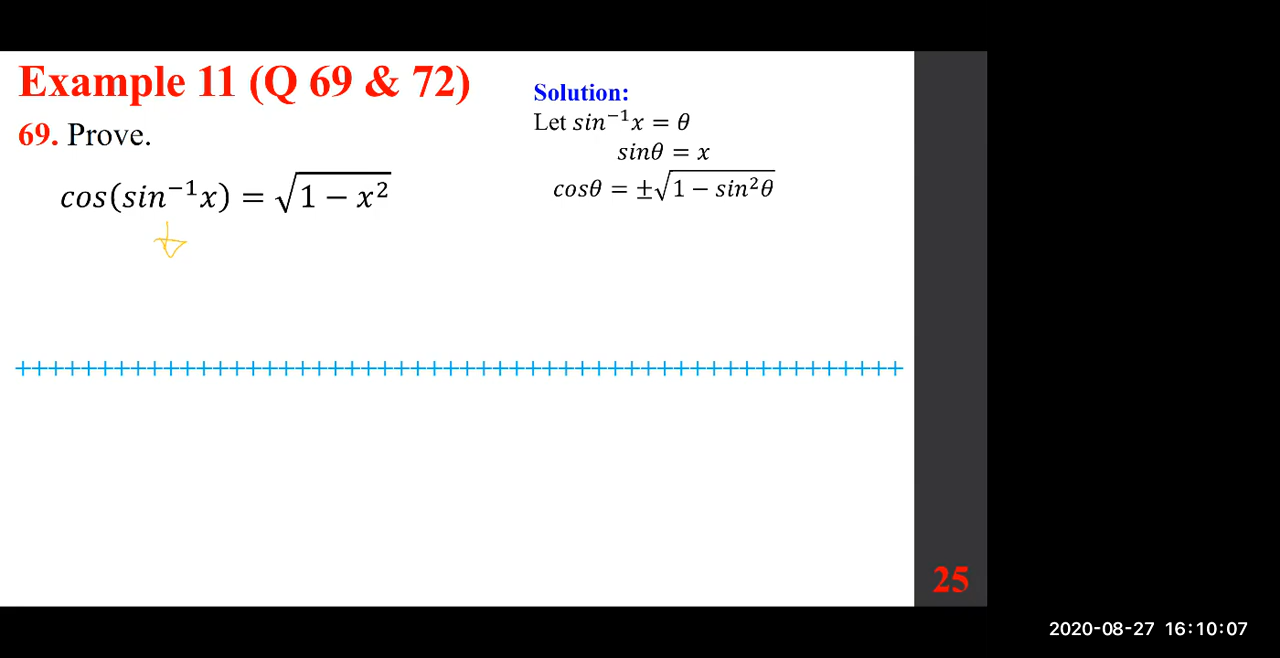 Example 11 (Q 69 & 72)
69. Prove.
cos(sin⁻¹x) = √(1 − x²)
Solution:
Let sin⁻¹x = θ
sinθ = x
cosθ = ±√(1 − sin²θ)
25
2020-08-27 16:10:07